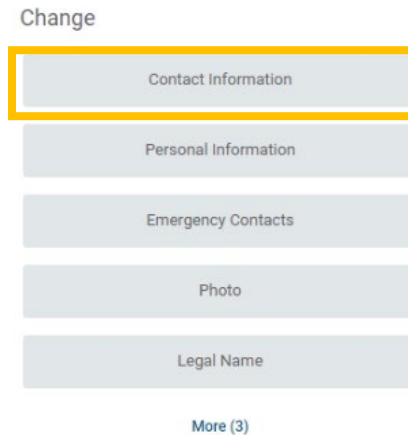 Change
Contact Information
Personal Information
Emergency Contacts
Photo
Legal Name
More (3)